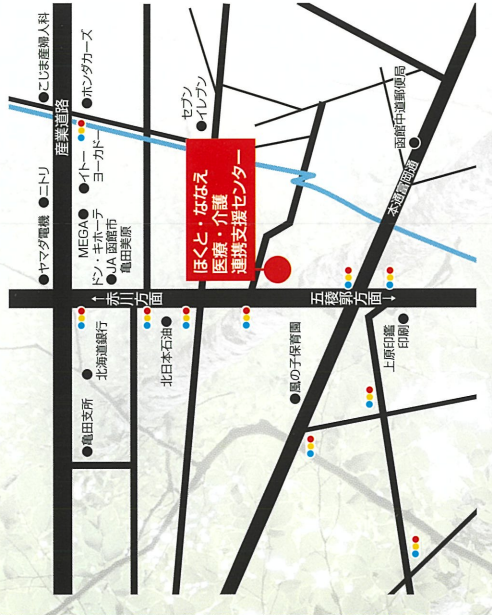 こじま産婦人科
ホンダカーズ
産業道路
イトー
ヨーカドー
ニトリ
ヤマダ電機
MEGA
ドン・キホーテ
JA 函館市
亀田美原
セブン
イレブン
ほくと・ななえ
医療・介護
連携支援センター
函館中道郵便局
本通富岡通
←赤川方面
五稜郭方面→
北海道銀行
亀田支所
北日本石油
風の子保育園
上原印鑑
印刷